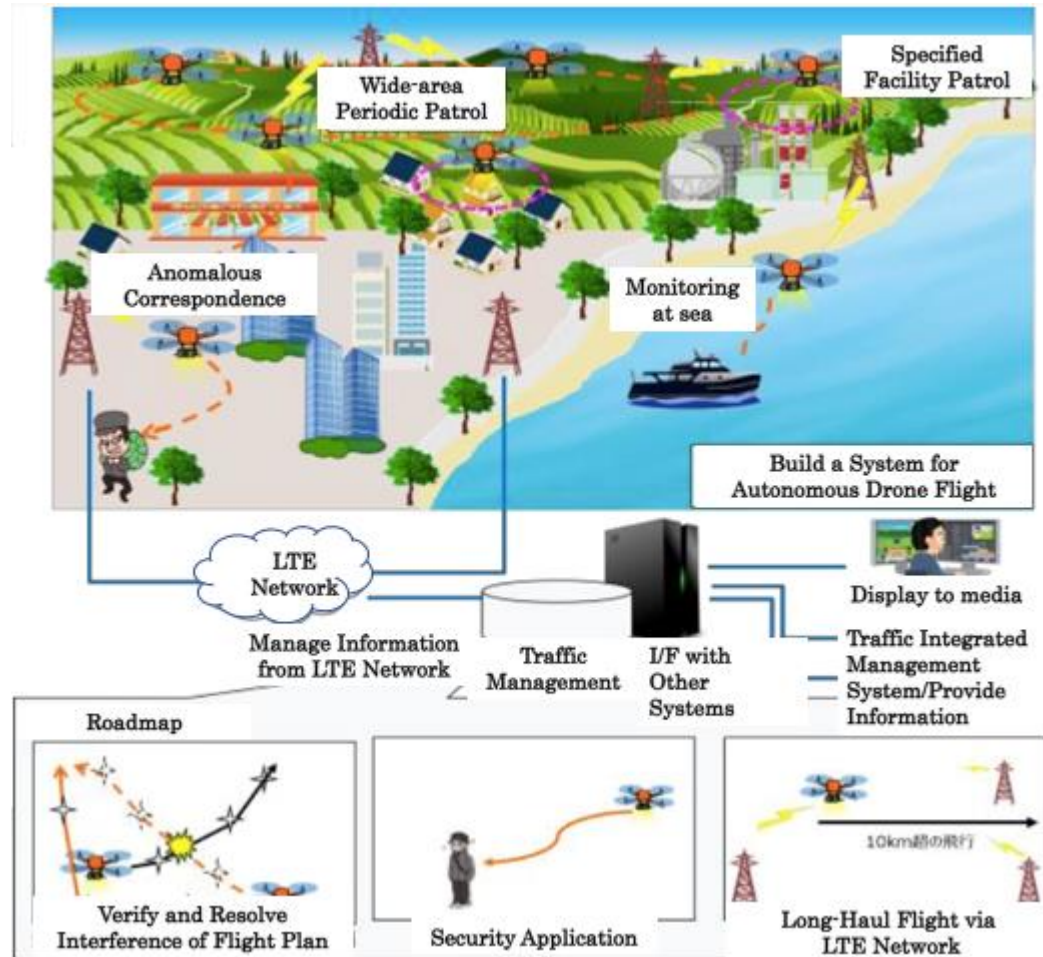 Wide-area
Periodic Patrol
Specified
Facility Patrol
Anomalous
Correspondence
Monitoring
at sea
Build a System for
Autonomous Drone Flight
LTE
Network
Display to media
Manage Information
from LTE Network
Traffic
Management
I/F with
Other
Systems
Traffic Integrated
Management
System/Provide
Information
Roadmap
Verify and Resolve
Interference of Flight Plan
Security Application
10km超の飛行
Long-Haul Flight via
LTE Network